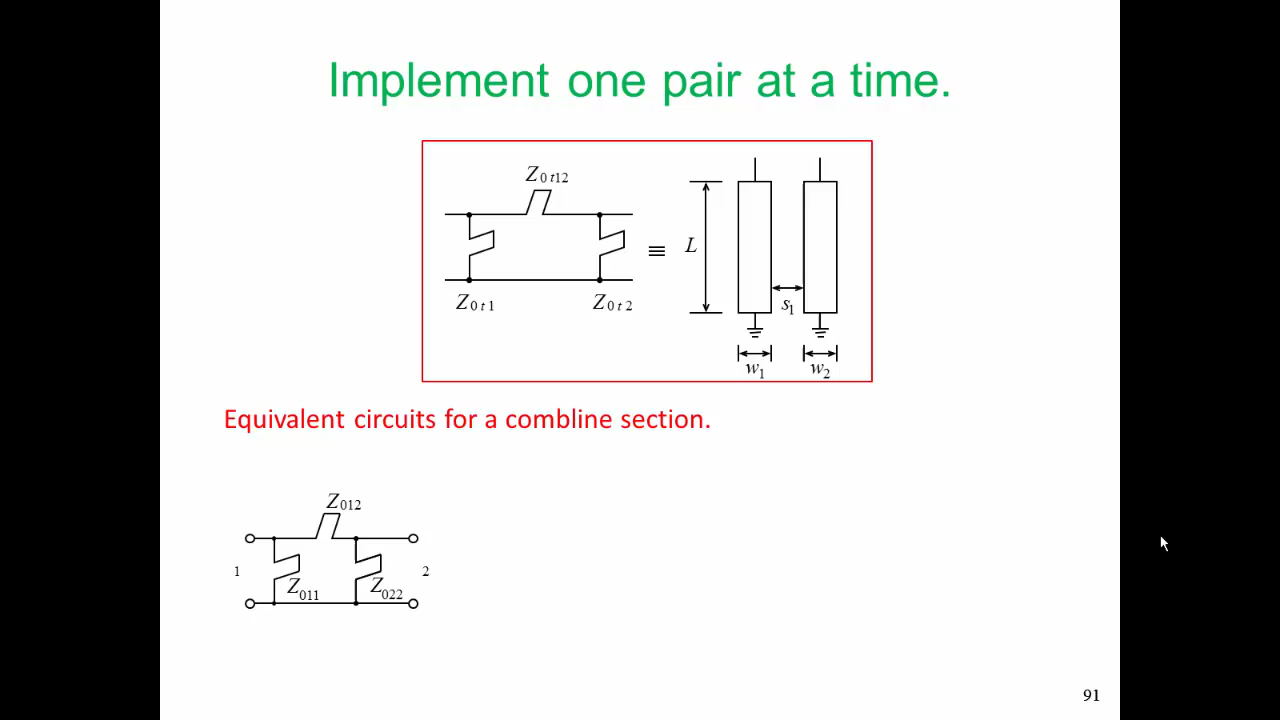 Implement one pair at a time.
Z0t12
L
s1
Z0t1
Z0t2
w1
w2
Equivalent circuits for a combline section.
Z012
1
Z011
Z022
2
91